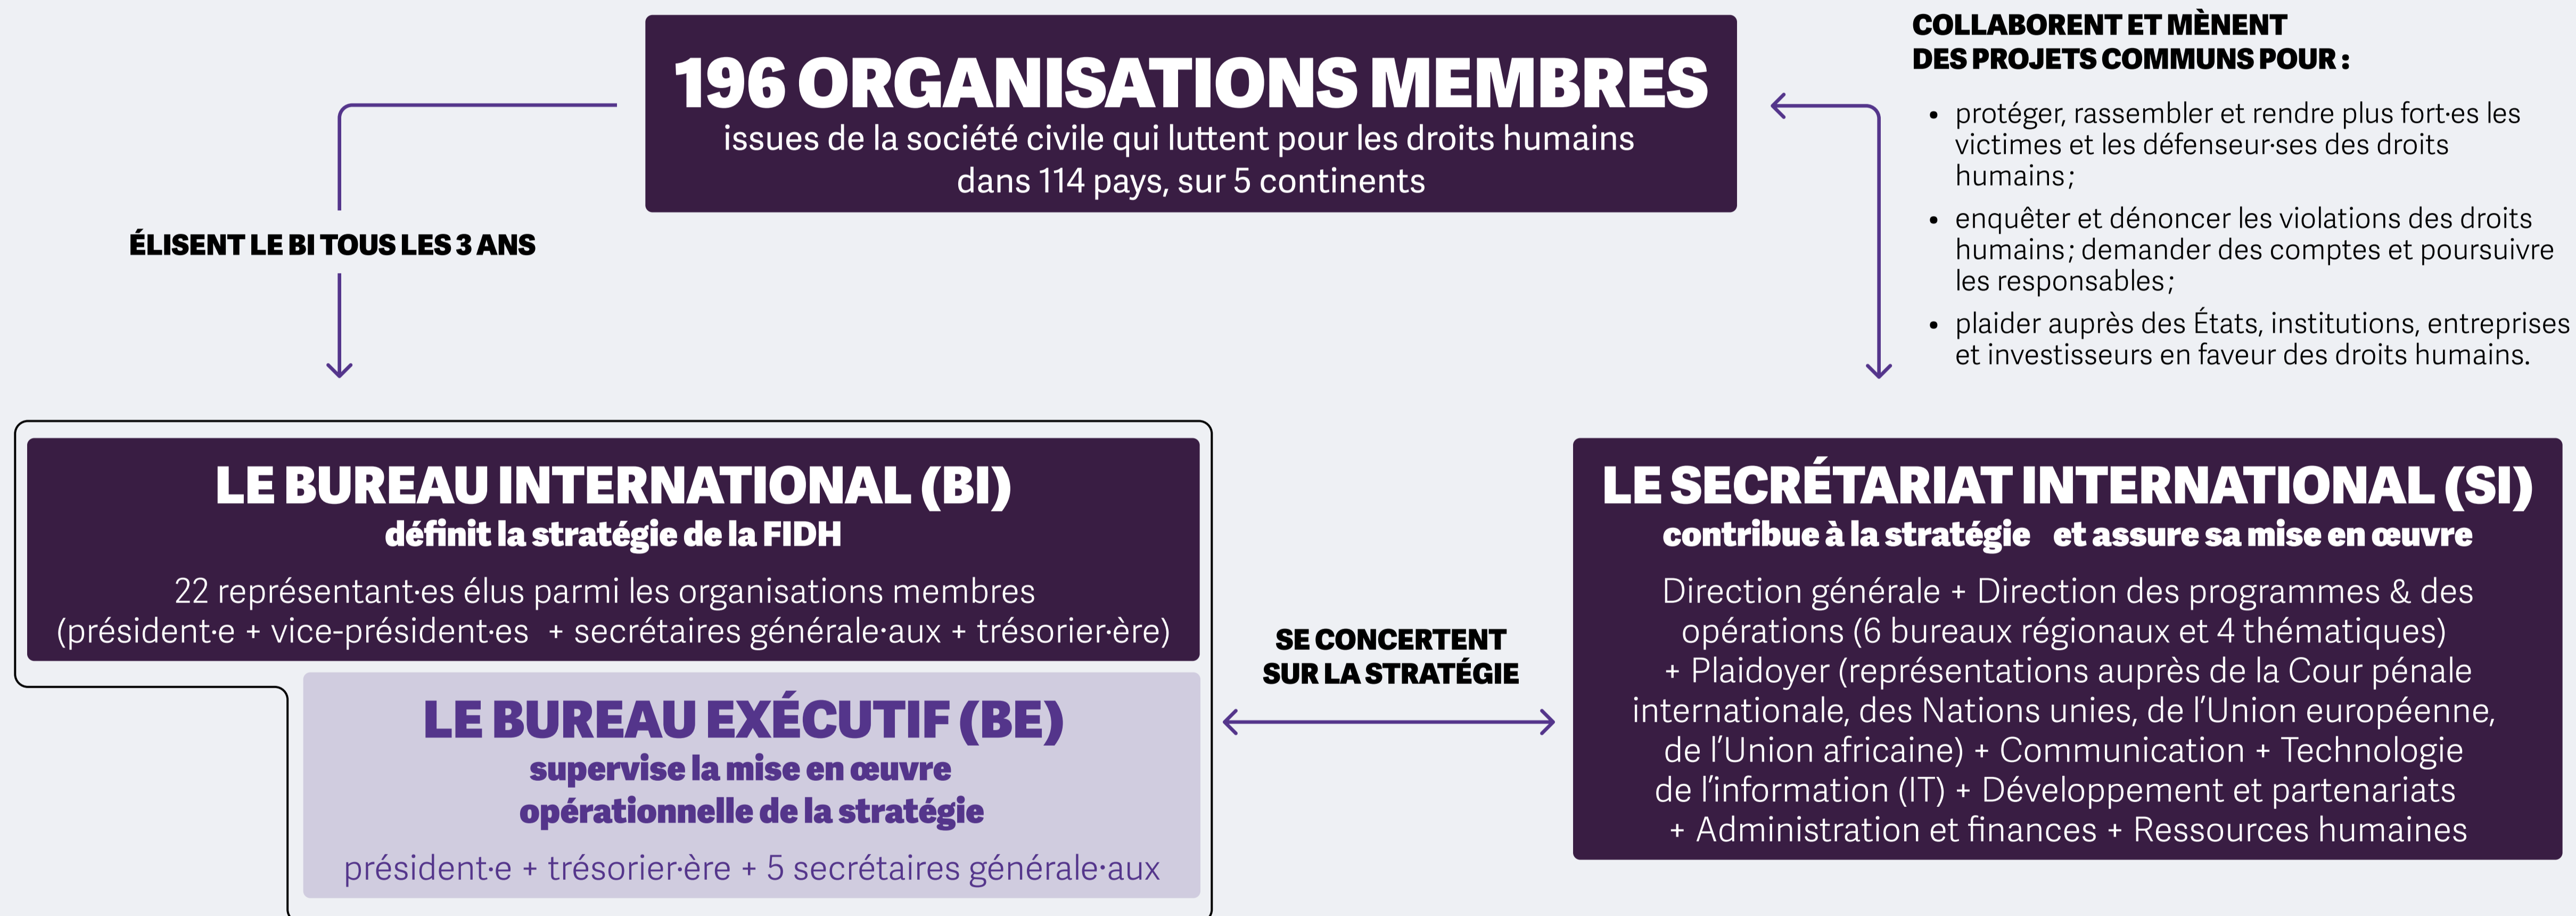 196 ORGANISATIONS MEMBRES
issues de la société civile qui luttent pour les droits humains
dans 114 pays, sur 5 continents
COLLABORENT ET MÈNENT
DES PROJETS COMMUNS POUR :
• protéger, rassembler et rendre plus fort·es les
victimes et les défenseur·ses des droits
humains ;
• enquêter et dénoncer les violations des droits
humains ; demander des comptes et poursuivre
les responsables ;
• plaider auprès des États, institutions, entreprises
et investisseurs en faveur des droits humains.
ÉLISENT LE BI TOUS LES 3 ANS
LE BUREAU INTERNATIONAL (BI)
définit la stratégie de la FIDH
22 représentant·es élus parmi les organisations membres
(président·e + vice-président·es + secrétaires générale·aux + trésorier·ère)
LE BUREAU EXÉCUTIF (BE)
supervise la mise en œuvre
opérationnelle de la stratégie
président·e + trésorier·ère + 5 secrétaires générale·aux
SE CONCERTENT
SUR LA STRATÉGIE
LE SECRÉTARIAT INTERNATIONAL (SI)
contribue à la stratégie et assure sa mise en œuvre
Direction générale + Direction des programmes & des
opérations (6 bureaux régionaux et 4 thématiques)
+ Plaidoyer (représentations auprès de la Cour pénale
internationale, des Nations unies, de l'Union européenne,
de l'Union africaine) + Communication + Technologie
de l'information (IT) + Développement et partenariats
+ Administration et finances + Ressources humaines